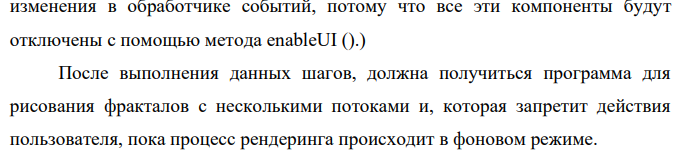 изменения в обработчике событий, потому что все эти компоненты будут
отключены с помощью метода enableUI ().)
После выполнения данных шагов, должна получиться программа для
рисования фракталов с несколькими потоками и, которая запретит действия
пользователя, пока процесс рендеринга происходит в фоновом режиме.